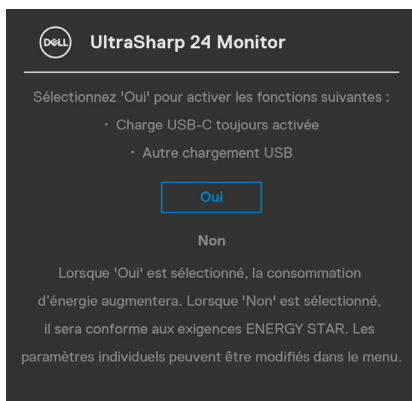 DELL UltraSharp 24 Monitor
Sélectionnez 'Oui' pour activer les fonctions suivantes :
· Charge USB-C toujours activée
· Autre chargement USB
Oui
Non
Lorsque 'Oui' est sélectionné, la consommation
d'énergie augmentera. Lorsque 'Non' est sélectionné,
il sera conforme aux exigences ENERGY STAR. Les
paramètres individuels peuvent être modifiés dans le menu.